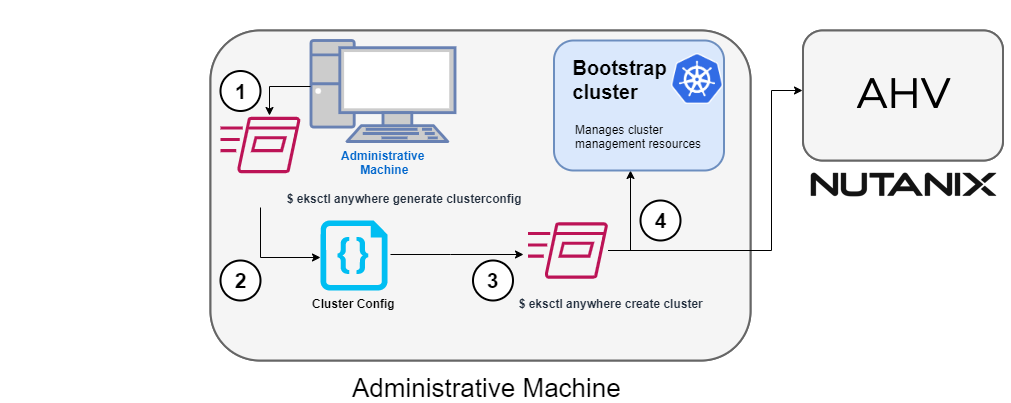 1
Administrative
Machine
$ eksctl anywhere generate clusterconfig
2
{}
Cluster Config
3
$ eksctl anywhere create cluster
4
Bootstrap
cluster
Manages cluster
management resources
AHV
NUTANIX
Administrative Machine